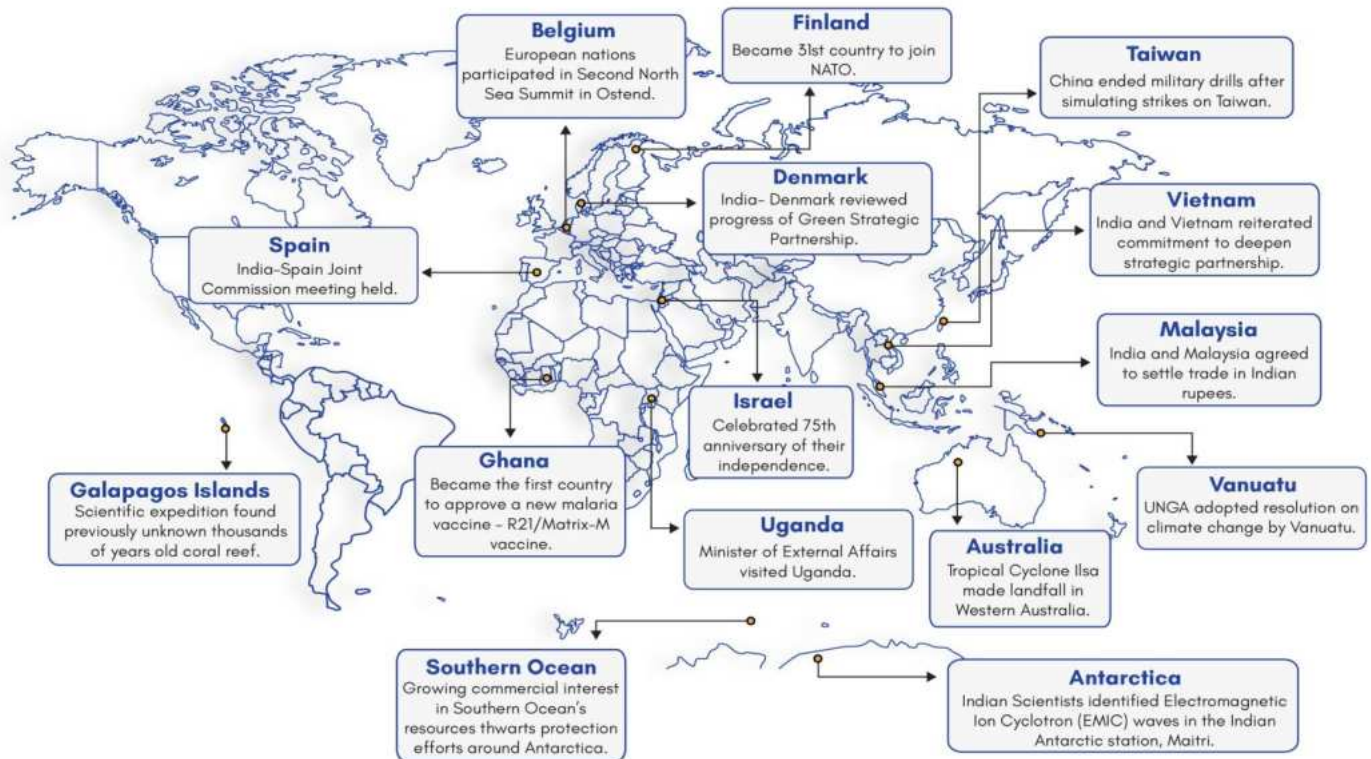 Belgium
European nations
participated in Second North
Sea Summit in Ostend.
Finland
Became 31st country to join
NATO.
Taiwan
China ended military drills after
simulating strikes on Taiwan.
Denmark
India- Denmark reviewed
progress of Green Strategic
Partnership.
Vietnam
India and Vietnam reiterated
commitment to deepen
strategic partnership.
Spain
India-Spain Joint
Commission meeting held.
Malaysia
India and Malaysia agreed
to settle trade in Indian
rupees.
Israel
Celebrated 75th
anniversary of their
independence.
Ghana
Became the first country
to approve a new malaria
vaccine - R21/Matrix-M
vaccine.
Galapagos Islands
Scientific expedition found
previously unknown thousands
of years old coral reef.
Vanuatu
UNGA adopted resolution on
climate change by Vanuatu.
Uganda
Minister of External Affairs
visited Uganda.
Australia
Tropical Cyclone Ilsa
made landfall in
Western Australia.
Southern Ocean
Growing commercial interest
in Southern Ocean's
resources thwarts protection
efforts around Antarctica.
Antarctica
Indian Scientists identified Electromagnetic
Ion Cyclotron (EMIC) waves in the Indian
Antarctic station, Maitri.